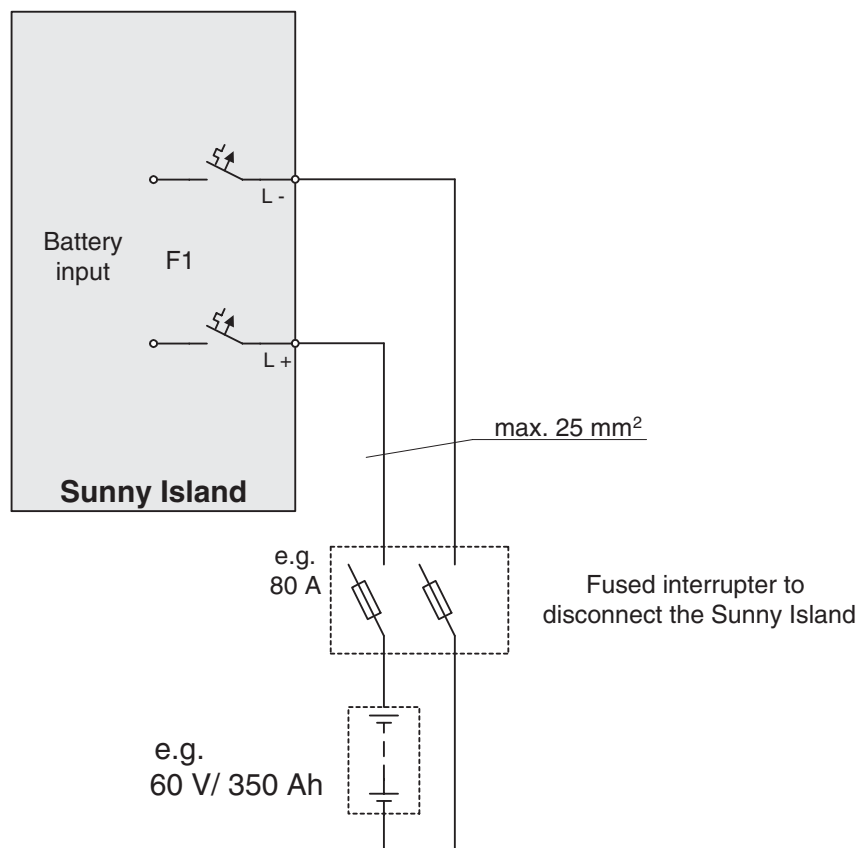 L -
Battery
input
F1
L +
max. 25 mm²
Sunny Island
e.g.
80 A
Fused interrupter to
disconnect the Sunny Island
e.g.
60 V/ 350 Ah